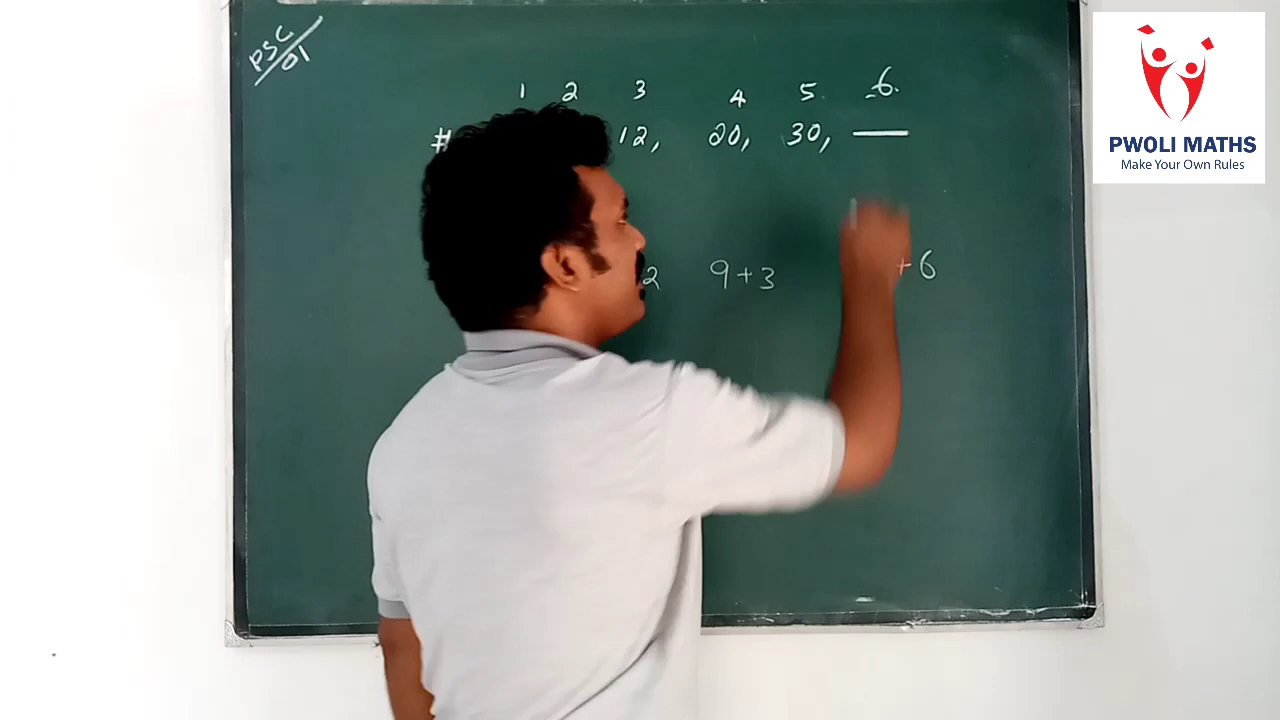 PSC/01
1 2 3 4 5. 6.
# 12, 20, 30,
2 9+3 +6
PWOLI MATHS
Make Your Own Rules